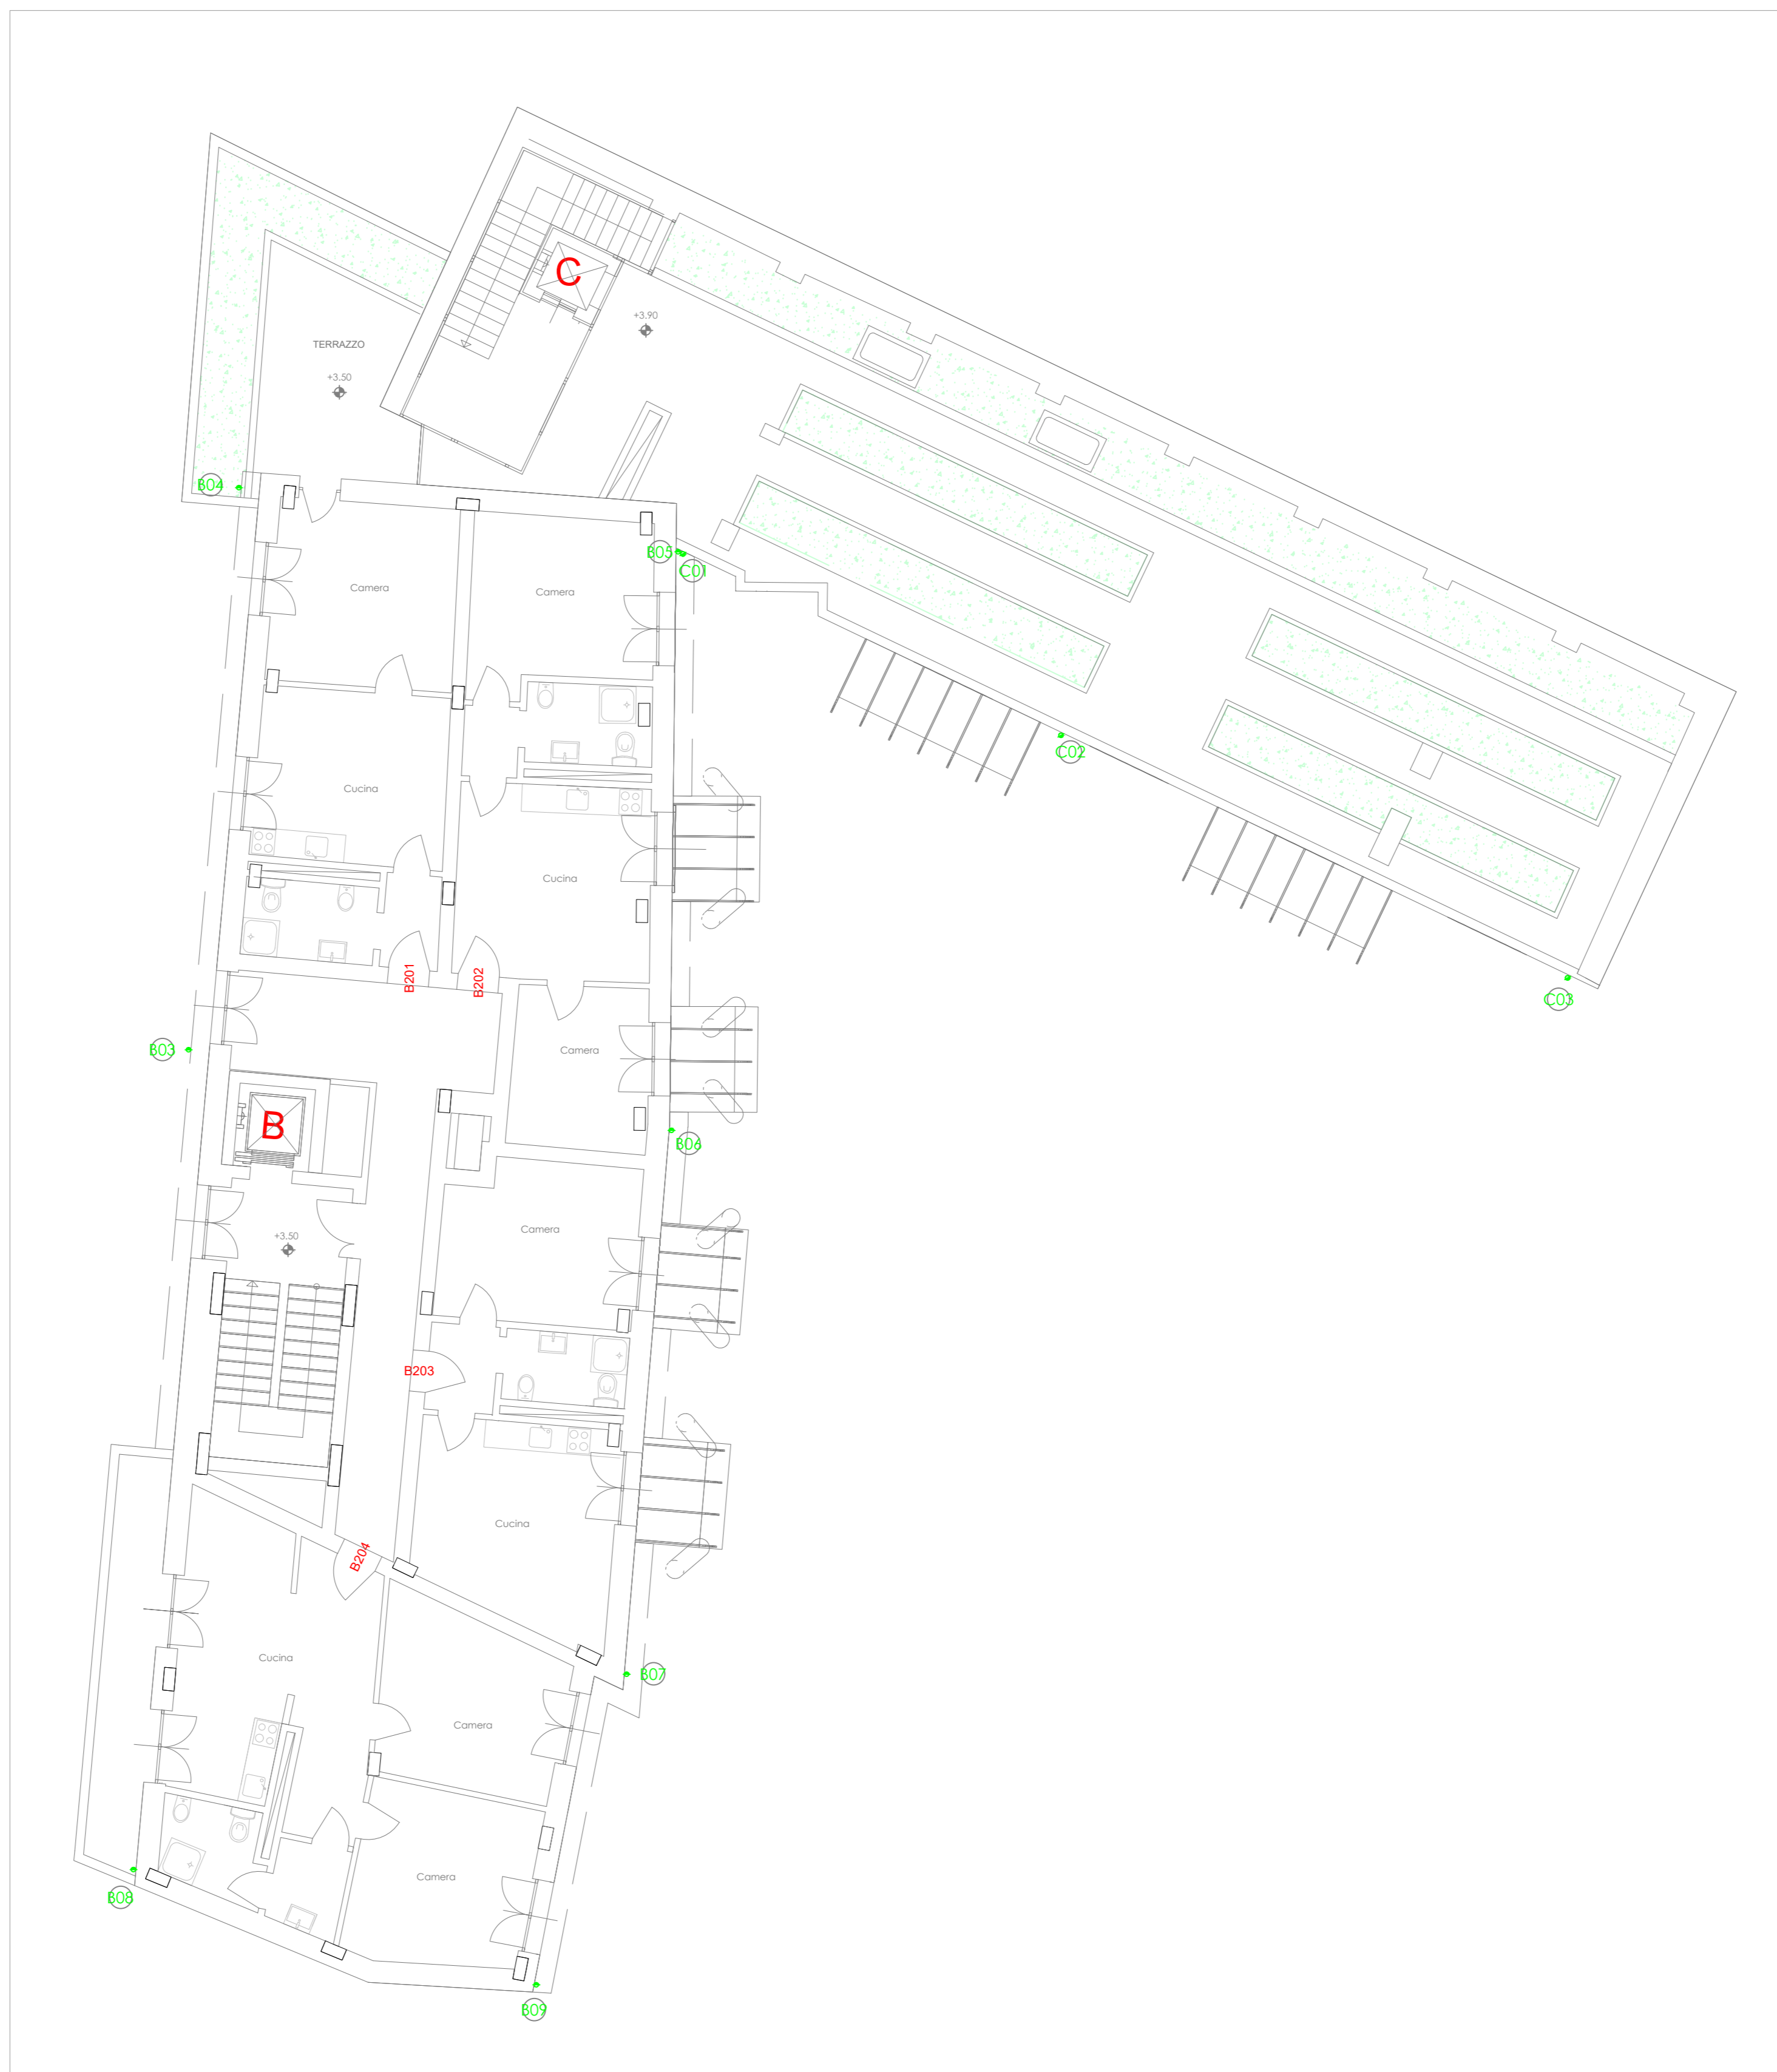 C
+3.90
TERRAZZO
+3.50
B04
B05
C01
Camera
Camera
C02
Cucina
Cucina
B201
B202
C03
B03
Camera
B
B06
Camera
+3.50
B203
Cucina
B204
Cucina
B07
Camera
Camera
B08
B09